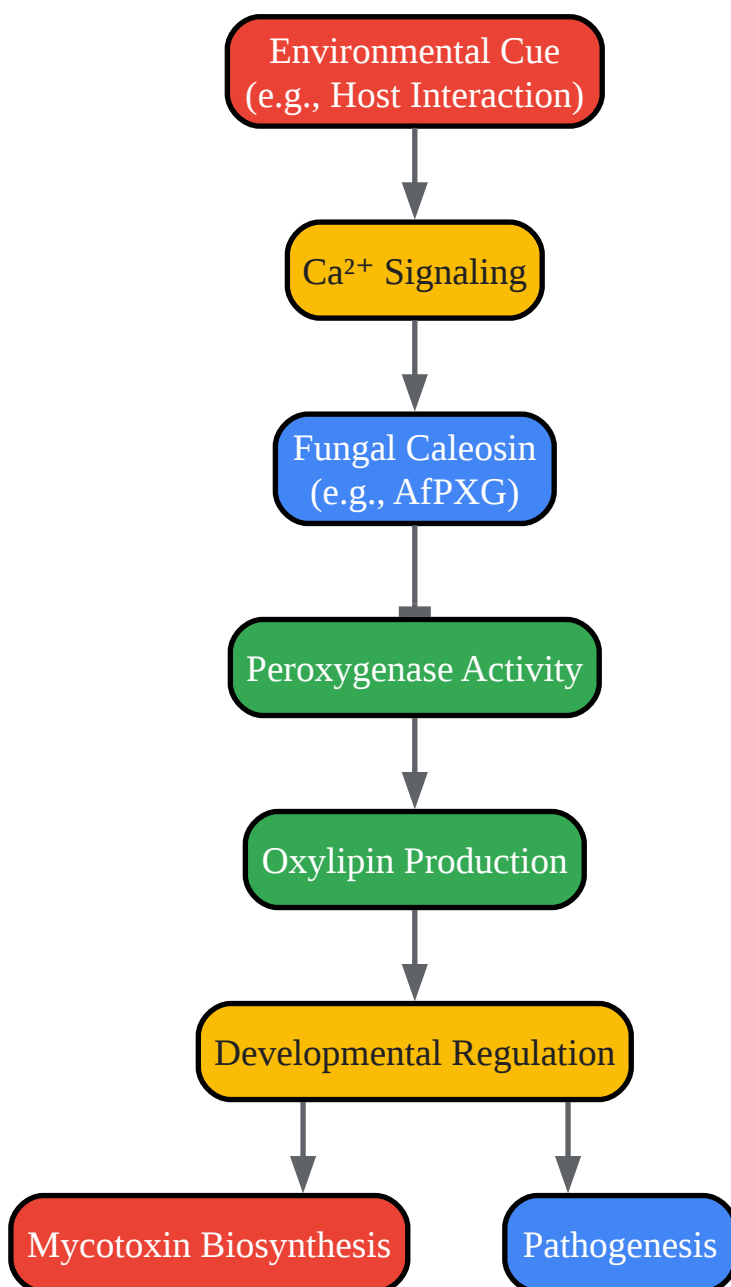 Environmental Cue
(e.g., Host Interaction)
Ca²⁺ Signaling
Fungal Caleosin
(e.g., AfPXG)
Peroxygenase Activity
Oxylipin Production
Developmental Regulation
Mycotoxin Biosynthesis
Pathogenesis